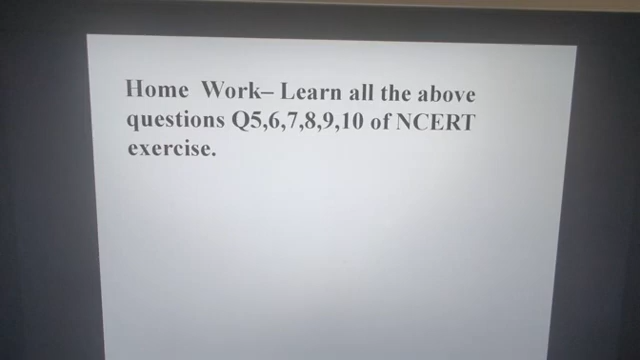 Home Work– Learn all the above
questions Q5,6,7,8,9,10 of NCERT
exercise.